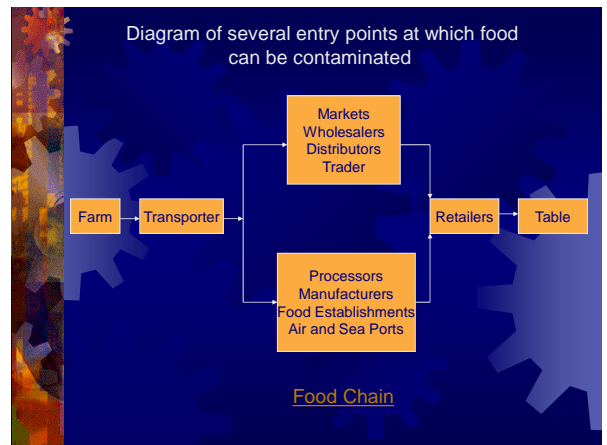 Diagram of several entry points at which food
can be contaminated
Markets
Wholesalers
Distributors
Trader
Farm
Transporter
Retailers
Table
Processors
Manufacturers
Food Establishments
Air and Sea Ports
Food Chain